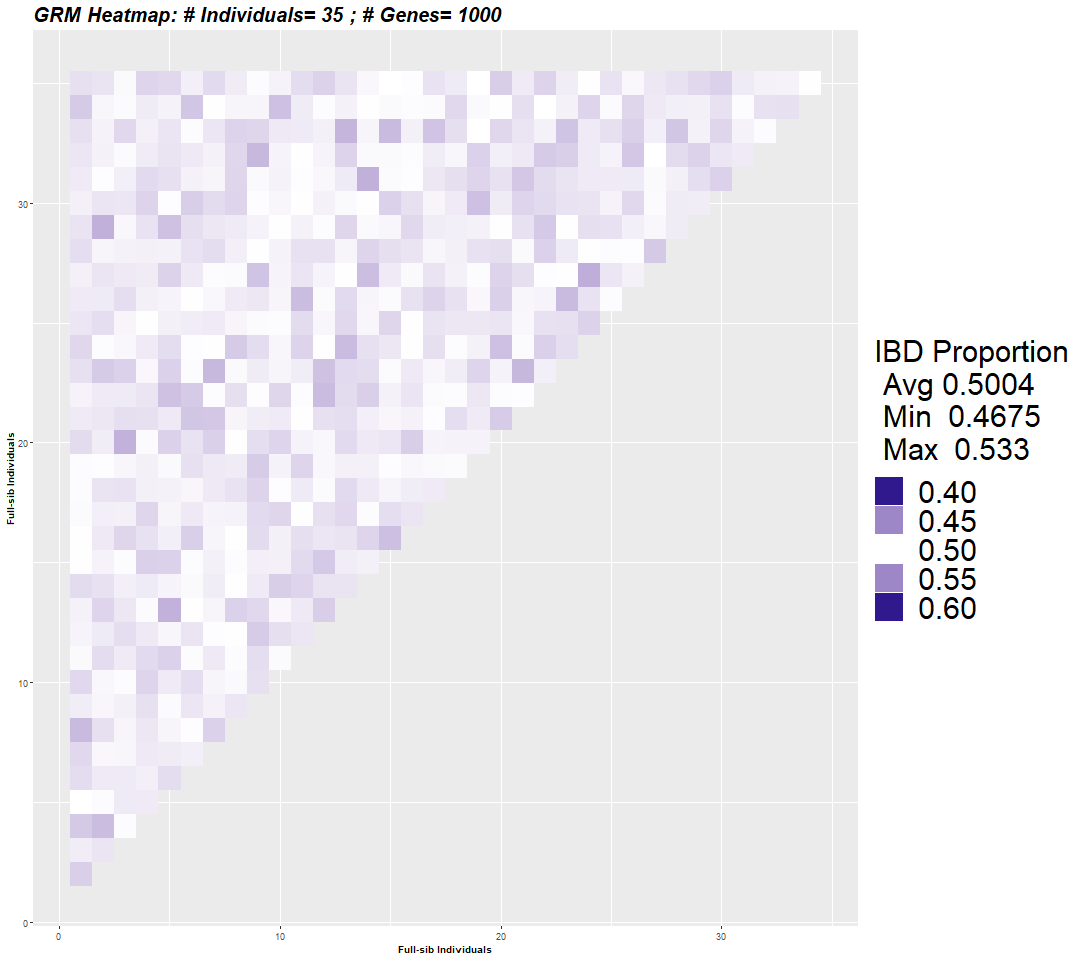 GRM Heatmap: # Individuals= 35 ; # Genes= 1000
30
20
10
0
Full-sib Individuals
0 10 20 30
Full-sib Individuals
IBD Proportion
Avg 0.5004
Min 0.4675
Max 0.533
0.40
0.45
0.50
0.55
0.60